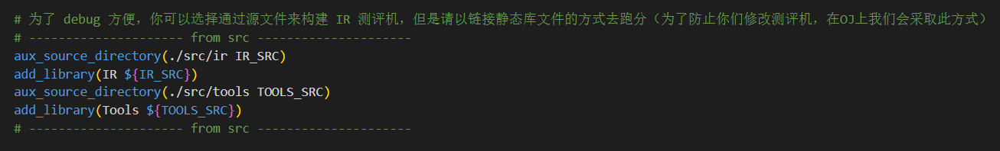 # 为了 debug 方便，你可以选择通过源文件来构建 IR 测评机，但是请以链接静态库文件的方式去跑分（为了防止你们修改测评机，在OJ上我们会采取此方式）
# --------------------- from src ---------------------
aux_source_directory(./src/ir IR_SRC)
add_library(IR ${IR_SRC})
aux_source_directory(./src/tools TOOLS_SRC)
add_library(Tools ${TOOLS_SRC})
# --------------------- from src ---------------------